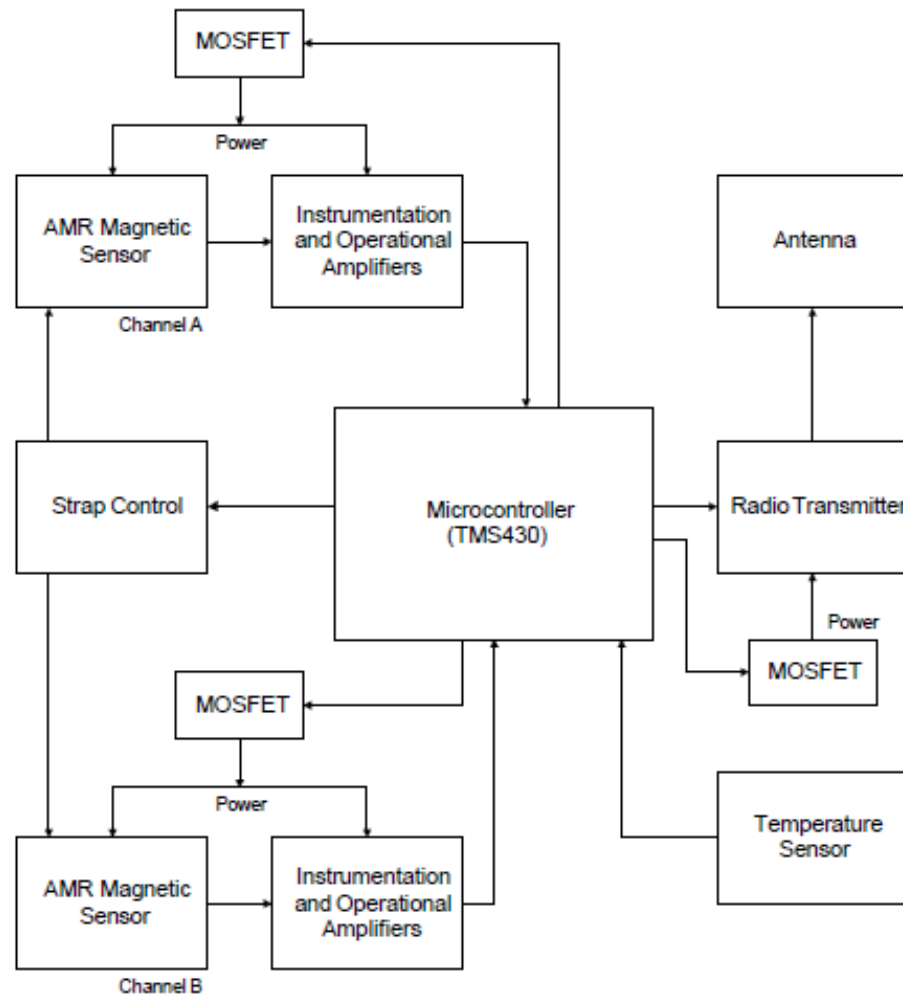 MOSFET
Power
AMR Magnetic
Sensor
Instrumentation
and Operational
Amplifiers
Antenna
Channel A
Strap Control
Microcontroller
(TMS430)
Radio Transmitter
Power
MOSFET
MOSFET
Power
AMR Magnetic
Sensor
Instrumentation
and Operational
Amplifiers
Temperature
Sensor
Channel B